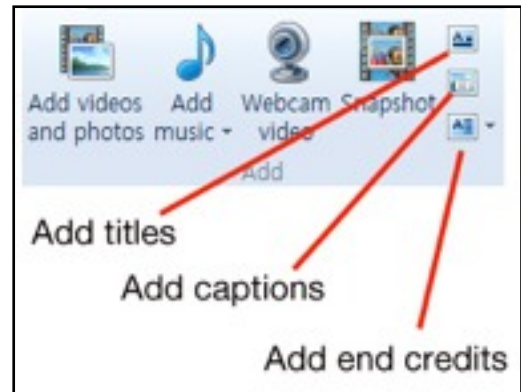 Add videos and photos
Add music
Webcam video
Snapshot
Add
Add titles
Add captions
Add end credits